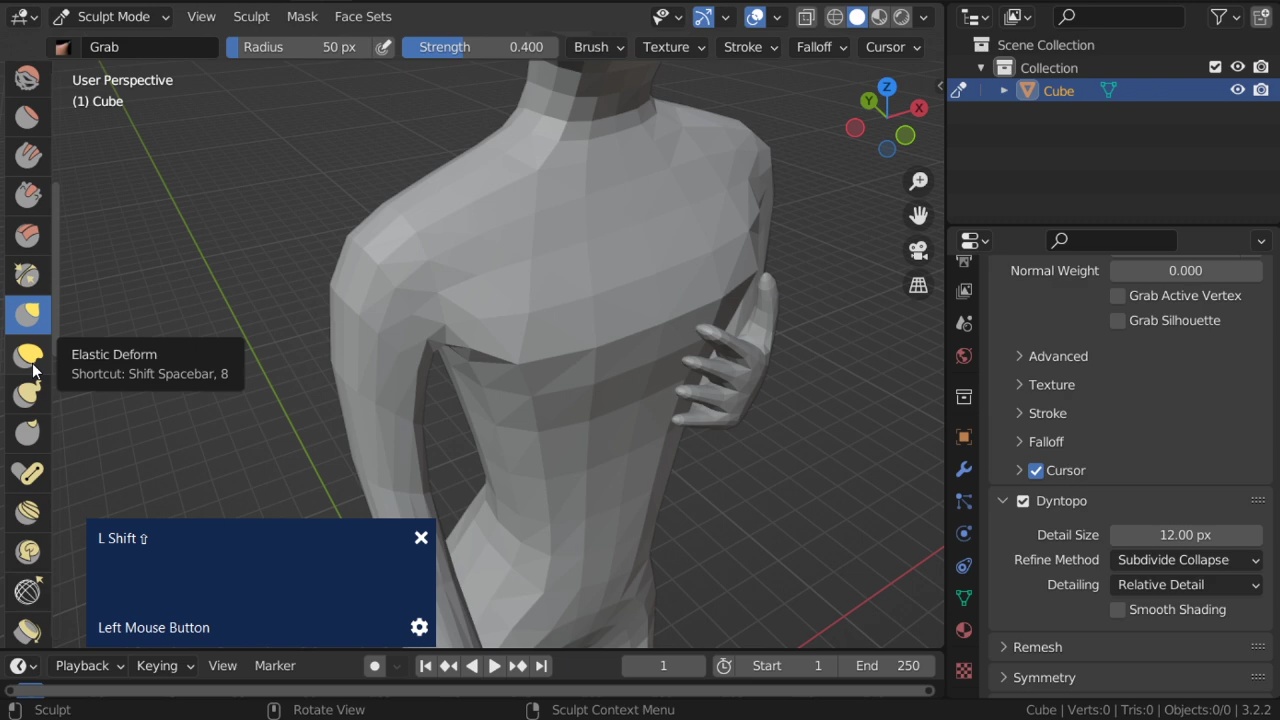 Sculpt Mode View Sculpt Mask Face Sets
Grab Radius 50 px Strength 0.400 Brush Texture Stroke Falloff Cursor
User Perspective
(1) Cube
Z
Y
X
Elastic Deform
Shortcut: Shift Spacebar, 8
L Shift ⇧
Left Mouse Button
Scene Collection
Collection
Cube
Normal Weight 0.000
Grab Active Vertex
Grab Silhouette
Advanced
Texture
Stroke
Falloff
Cursor
Dyntopo
Detail Size 12.00 px
Refine Method Subdivide Collapse
Detailing Relative Detail
Smooth Shading
Remesh
Symmetry
Playback Keying View Marker 1 Start 1 End 250
Sculpt Rotate View Sculpt Context Menu Cube | Verts:0 | Tris:0 | Objects:0/0 | 3.2.2